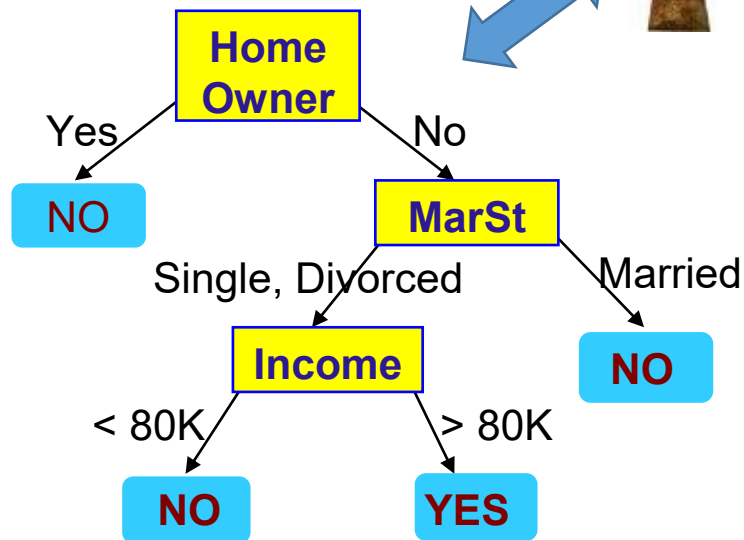 Home
Owner
Yes
No
NO
MarSt
Single, Divorced
Married
Income
NO
< 80K
> 80K
NO
YES